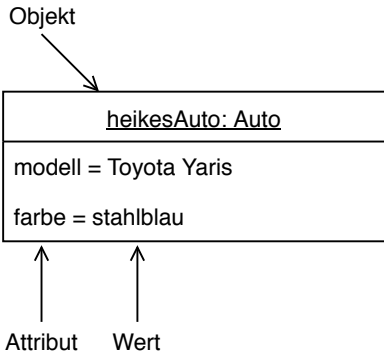 Objekt
heikesAuto: Auto
modell = Toyota Yaris
farbe = stahlblau
Attribut Wert